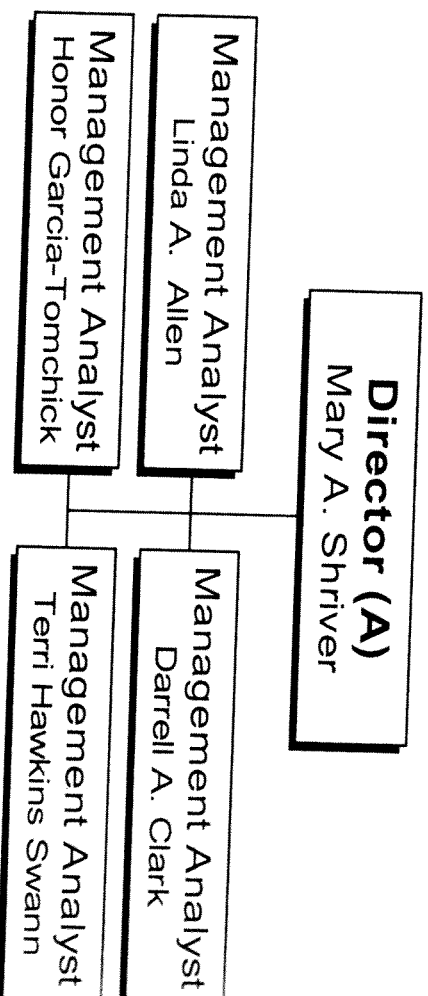 Director (A)
Mary A. Shriver
Management Analyst
Linda A. Allen
Management Analyst
Darrell A. Clark
Management Analyst
Honor Garcia-Tomchick
Management Analyst
Terri Hawkins Swann